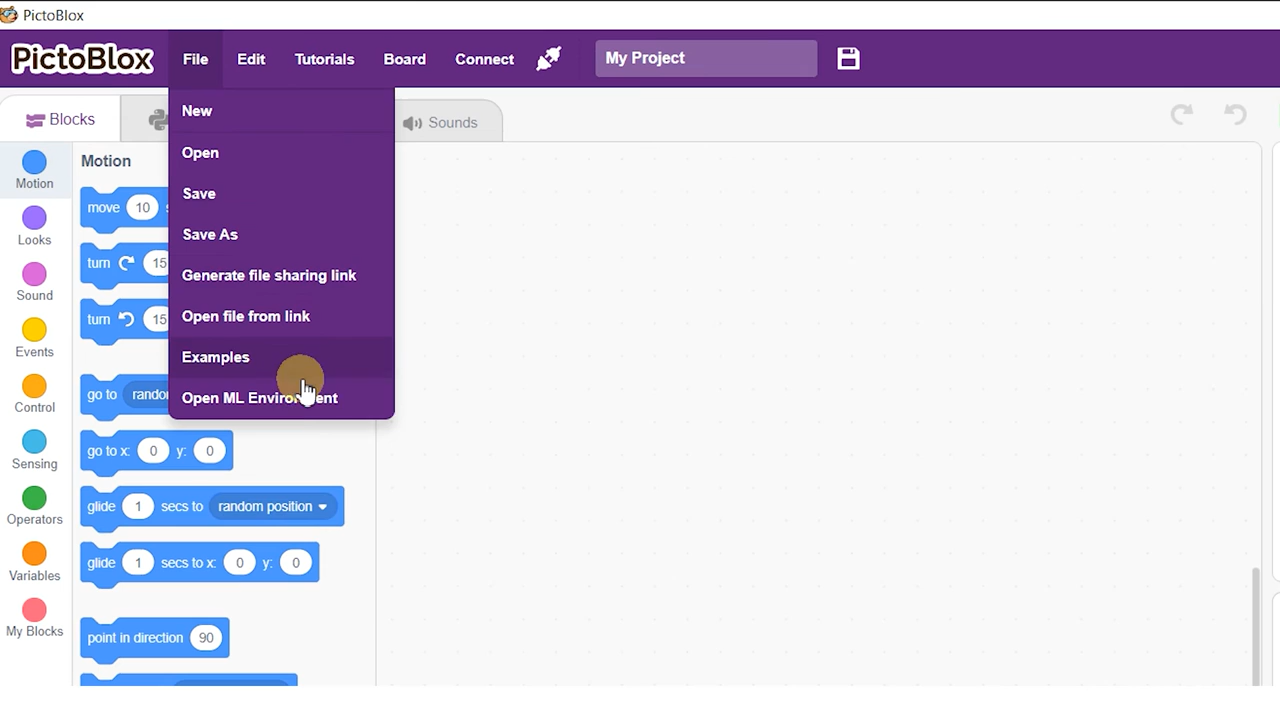 PictoBlox
PictoBlox File Edit Tutorials Board Connect My Project
Blocks Sounds
New
Open
Save
Save As
Generate file sharing link
Open file from link
Examples
Open ML
Motion
Looks
Sound
Events
Control
Sensing
Operators
Variables
My Blocks
Motion
move 10
turn 15
turn 15
go to
go to x: 0 y: 0
glide 1 secs to random position
glide 1 secs to x: 0 y: 0
point in direction 90